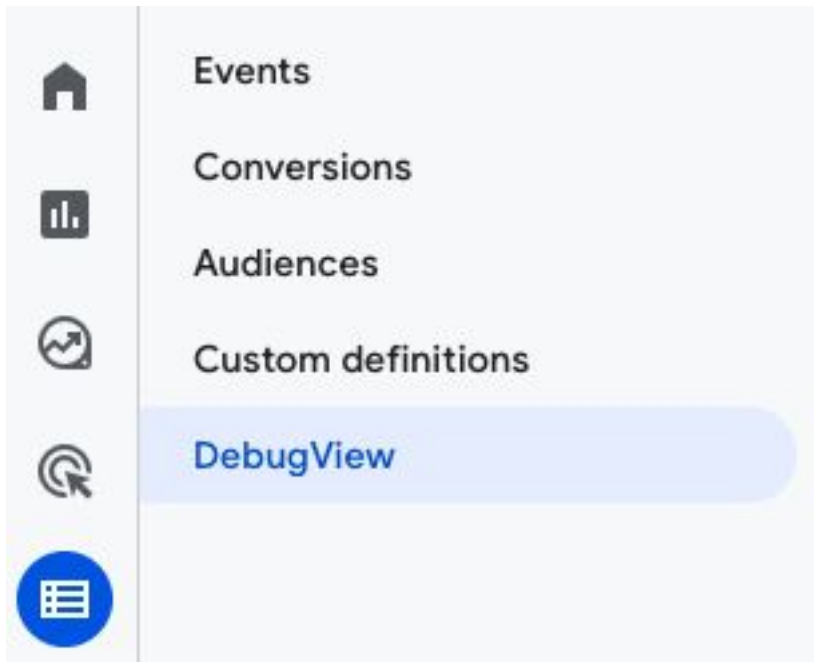 Events
Conversions
Audiences
Custom definitions
DebugView